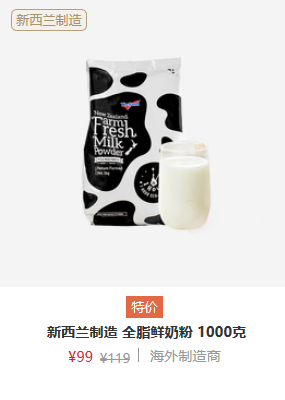 新西兰制造
New Zealand
Farm
Fresh
Milk
Powder
特价
新西兰制造 全脂鲜奶粉 1000克
¥99 ¥119 | 海外制造商